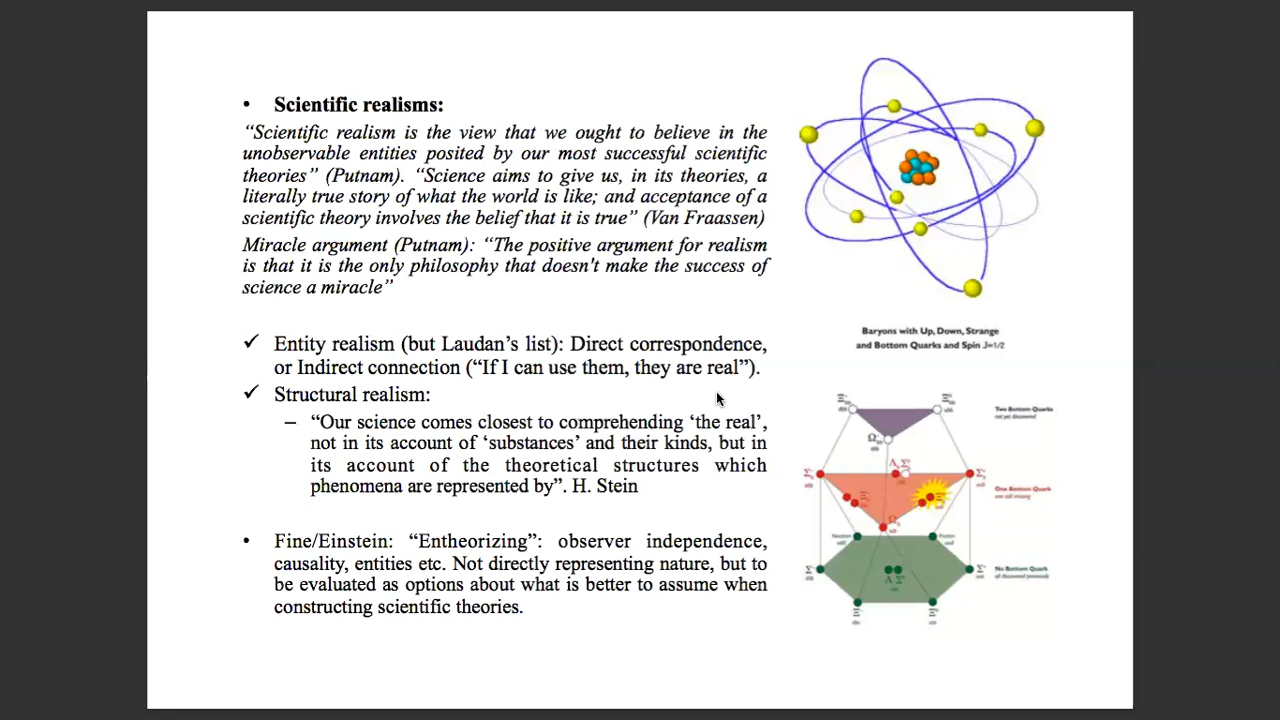 • Scientific realisms:
“Scientific realism is the view that we ought to believe in the
unobservable entities posited by our most successful scientific
theories” (Putnam). “Science aims to give us, in its theories, a
literally true story of what the world is like; and acceptance of a
scientific theory involves the belief that it is true” (Van Fraassen)
Miracle argument (Putnam): “The positive argument for realism
is that it is the only philosophy that doesn't make the success of
science a miracle”
✓ Entity realism (but Laudan’s list): Direct correspondence,
or Indirect connection (“If I can use them, they are real”).
✓ Structural realism:
– “Our science comes closest to comprehending ‘the real’,
not in its account of ‘substances’ and their kinds, but in
its account of the theoretical structures which
phenomena are represented by”. H. Stein
• Fine/Einstein: “Entheorizing”: observer independence,
causality, entities etc. Not directly representing nature, but to
be evaluated as options about what is better to assume when
constructing scientific theories.
Baryons with Up, Down, Strange
and Bottom Quarks and Spin J=1/2
Two Bottom Quarks
not yet discovered
One Bottom Quark
No Bottom Quark
all discovered previously
Neutron
Proton